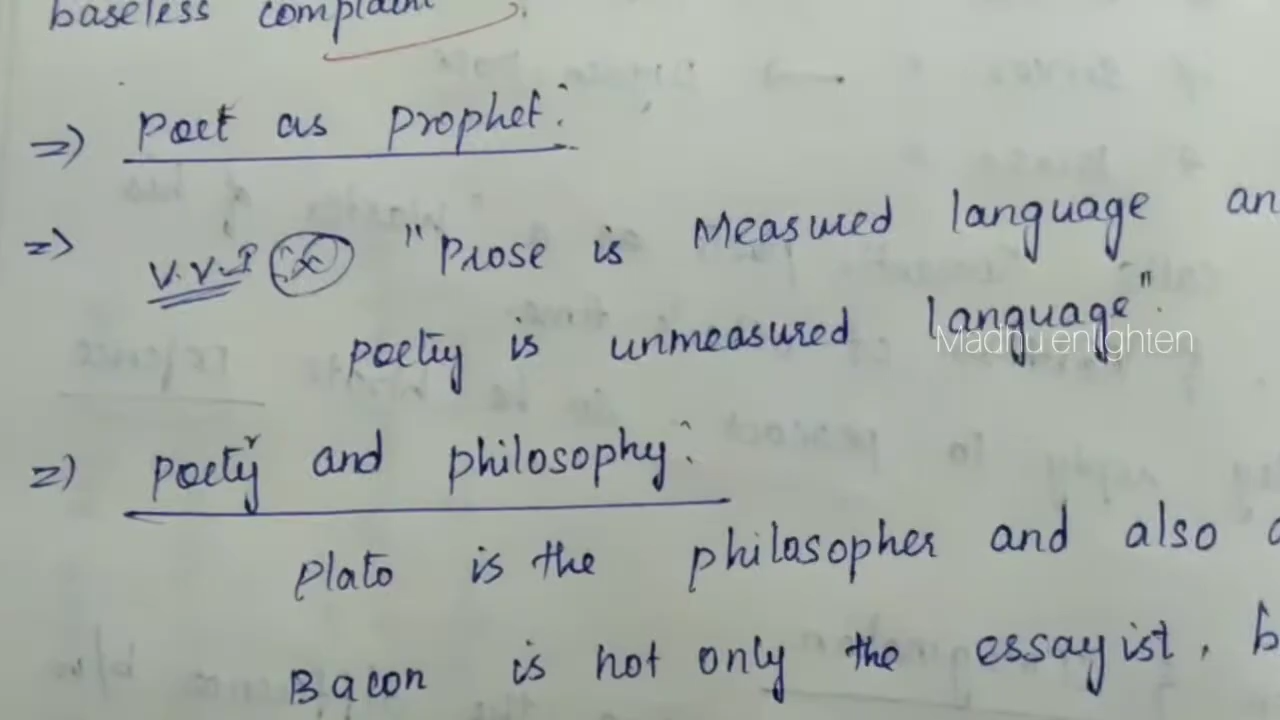 baseless complaint.
=> Poet as Prophet:
=> V.V.I "Prose is Measured language an
poetry is unmeasured language".
Madhu enlighten
=> Poetry and philosophy:
Plato is the philosopher and also
Bacon is not only the essayist, b